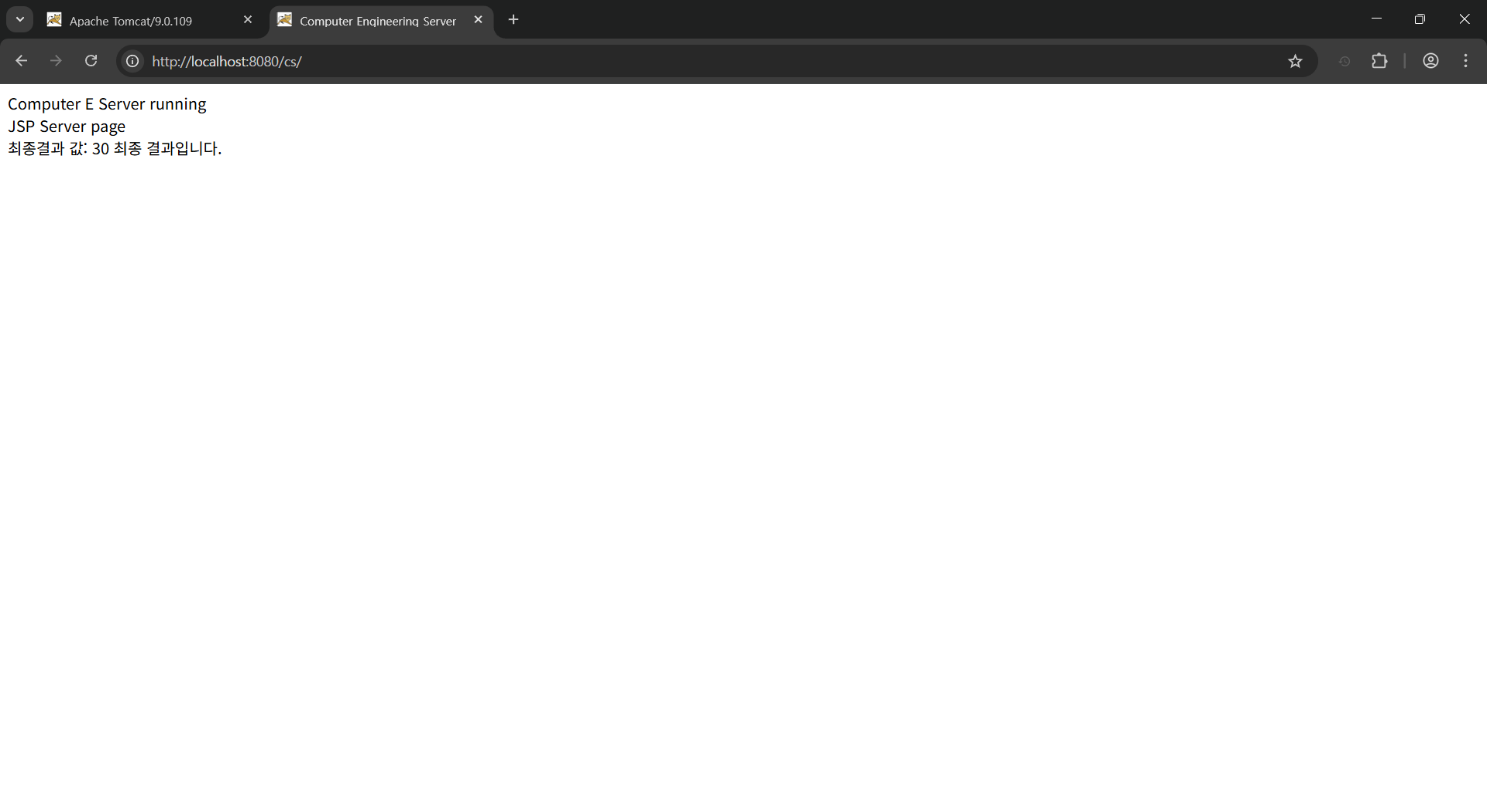 Apache Tomcat/9.0.109
Computer Engineering Server
http://localhost:8080/cs/
Computer E Server running
JSP Server page
최종결과 값: 30 최종 결과입니다.